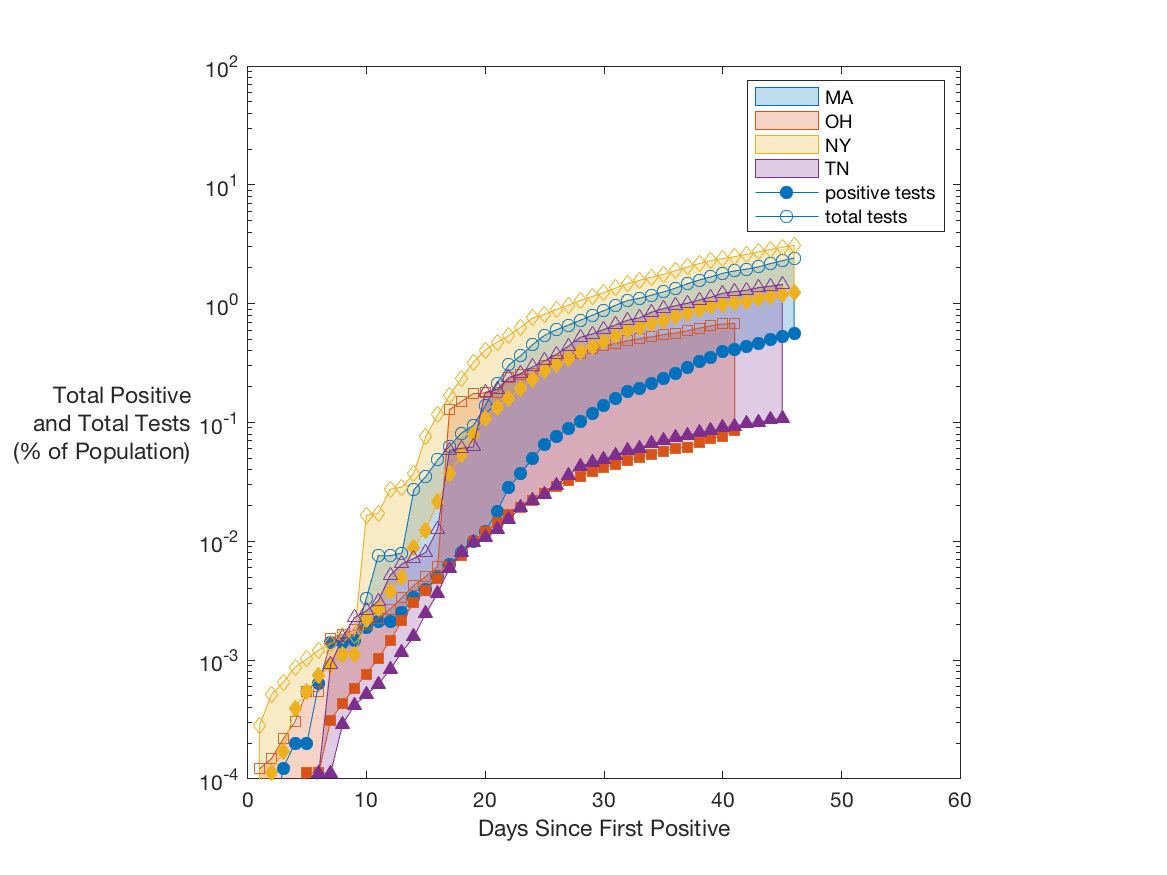 10^2
10^1
10^0
10^-1
10^-2
10^-3
10^-4
Total Positive
and Total Tests
(% of Population)
MA
OH
NY
TN
positive tests
total tests
0 10 20 30 40 50 60
Days Since First Positive